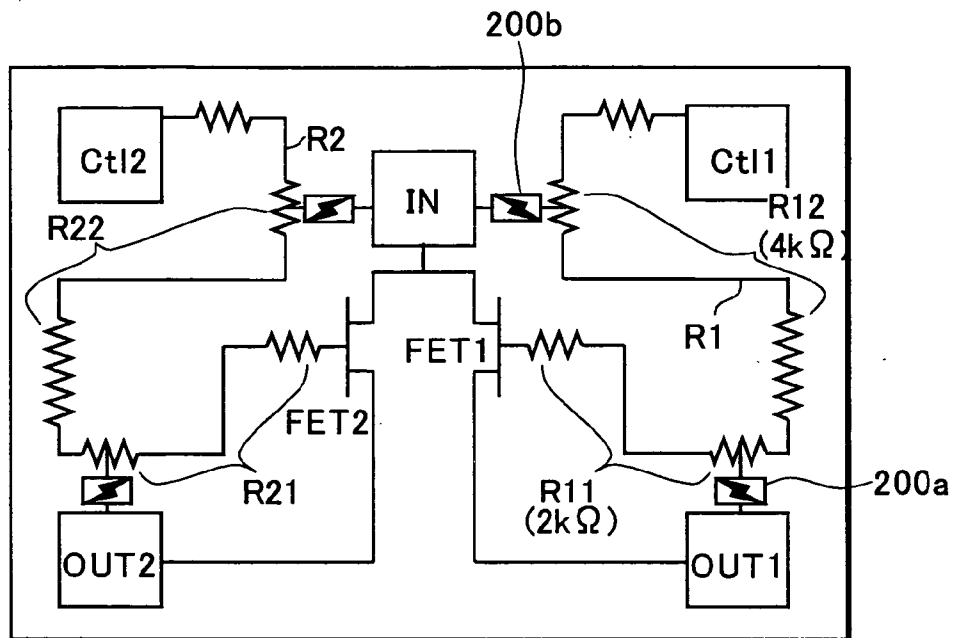 200b
Ctl2
R2
IN
Ctl1
R12
(4kΩ)
R22
R1
FET1
FET2
R21
R11
(2kΩ)
200a
OUT2
OUT1